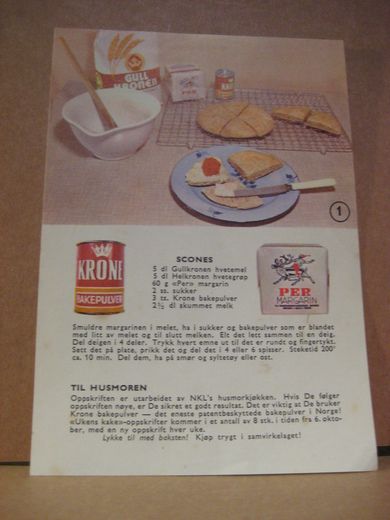 GULL
KRONEN
PER
1
KRONE
BAKEPULVER
SCONES
5 dl Gullkronen hvetemel
5 dl Helkronen hvetegrøp
60 g «Per» margarin
2 ss. sukker
3 ts. Krone bakepulver
2½ dl skummet melk
PER
MARGARIN
Smuldre margarinen i melet, ha i sukker og bakepulver som er blandet
med litt av melet og til slutt melken. Elt det lett sammen til en deig.
Del deigen i 4 deler. Trykk hvert emne ut til det er rundt og fingertykt.
Sett det på plate, prikk det og del det i 4 eller 6 spisser. Steketid 200°
ca. 10 min. Del dem, ha på smør og syltetøy eller ost.
TIL HUSMOREN
Oppskriften er utarbeidet av NKL's husmorkjøkken. Hvis De følger
oppskriften nøye, er De sikret et godt resultat. Det er viktig at De bruker
Krone bakepulver — det eneste patentbeskyttede bakepulver i Norge!
«Ukens kake»-oppskrifter kommer i et antall av 8 stk. i tiden fra 6. okto-
ber, med en ny oppskrift hver uke.
Lykke til med baksten! Kjøp trygt i samvirkelaget!